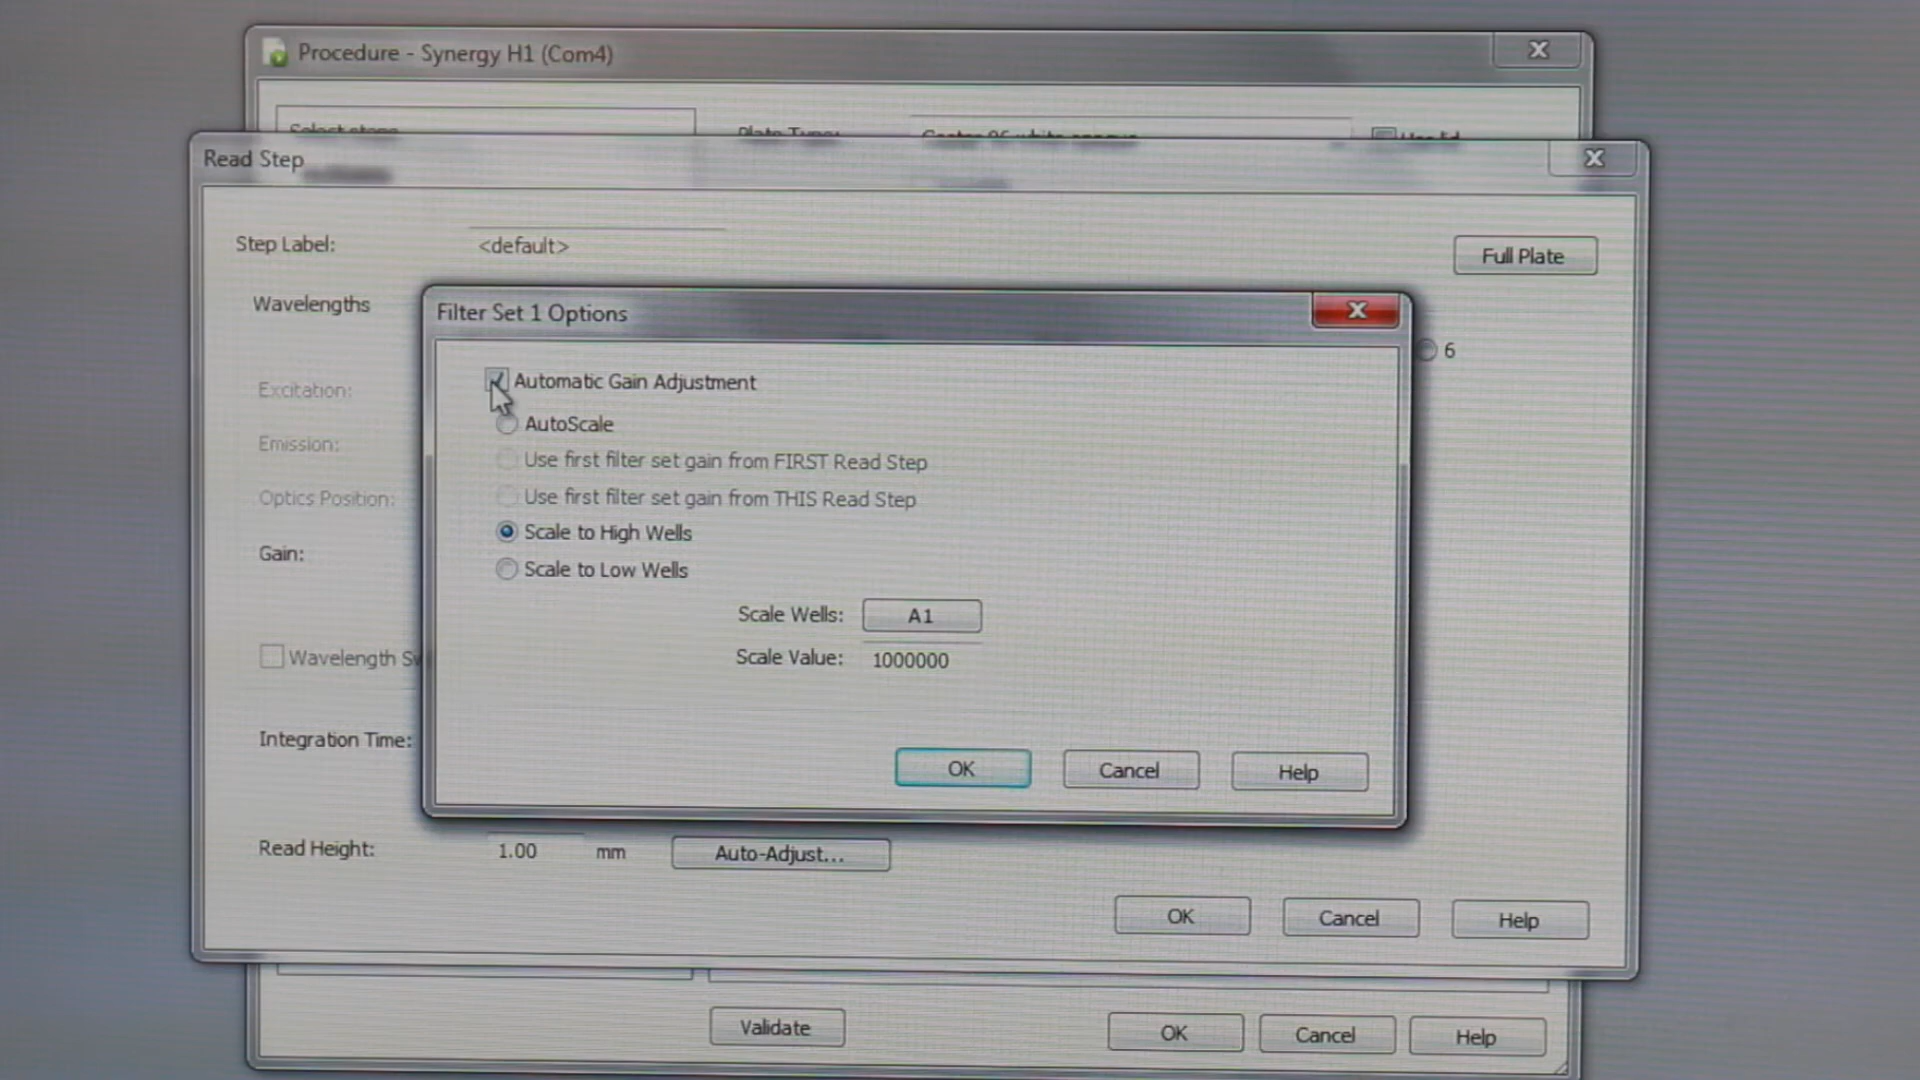 Procedure - Synergy H1 (Com4)
Plate Type:
Read Step
Step Label:
<default>
Full Plate
Wavelengths
Filter Set 1 Options
6
Automatic Gain Adjustment
Excitation:
AutoScale
Emission:
Use first filter set gain from FIRST Read Step
Optics Position:
Use first filter set gain from THIS Read Step
Scale to High Wells
Gain:
Scale to Low Wells
Scale Wells:
A1
Wavelength Sw
Scale Value:
1000000
Integration Time:
OK
Cancel
Help
Read Height:
1.00
mm
Auto-Adjust...
OK
Cancel
Help
Validate
OK
Cancel
Help